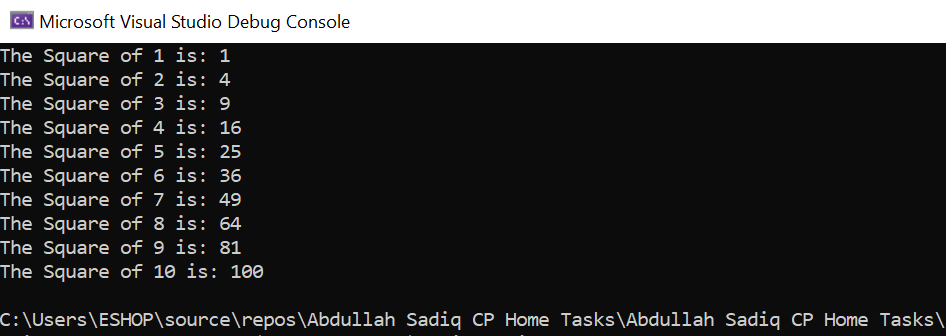 Microsoft Visual Studio Debug Console
The Square of 1 is: 1
The Square of 2 is: 4
The Square of 3 is: 9
The Square of 4 is: 16
The Square of 5 is: 25
The Square of 6 is: 36
The Square of 7 is: 49
The Square of 8 is: 64
The Square of 9 is: 81
The Square of 10 is: 100
C:\Users\ESHOP\source\repos\Abdullah Sadiq CP Home Tasks\Abdullah Sadiq CP Home Tasks\